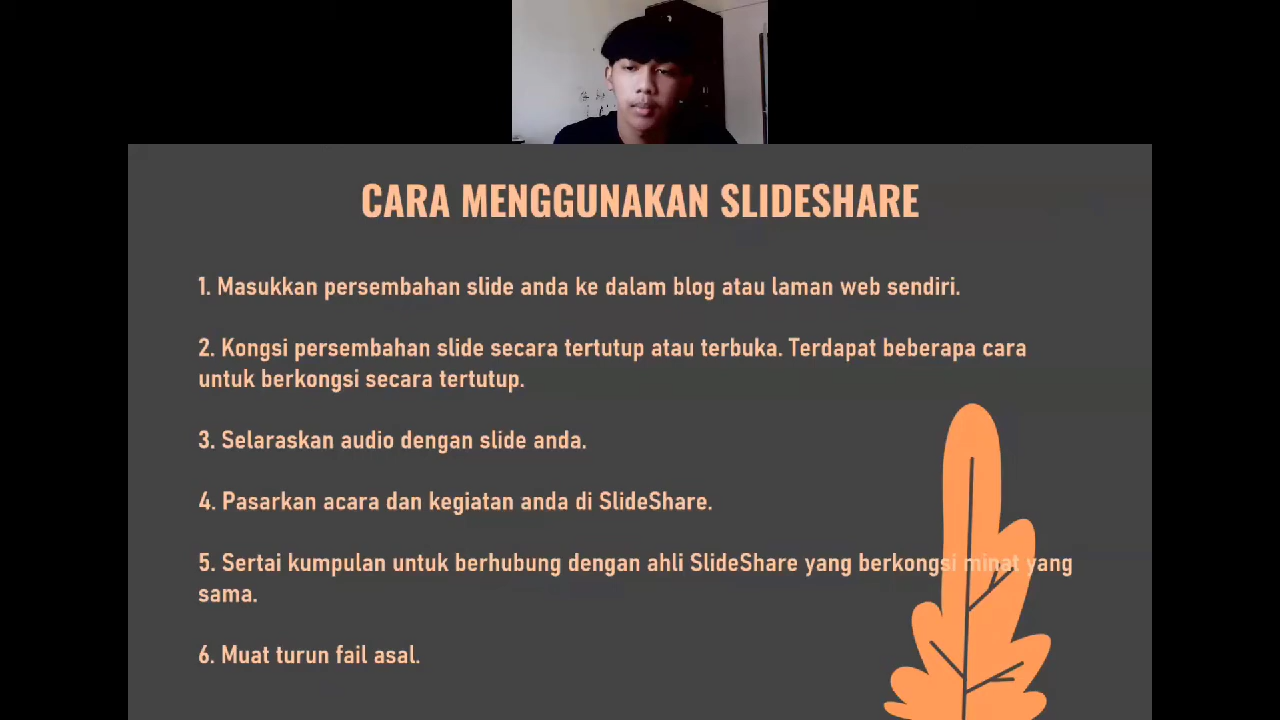 CARA MENGGUNAKAN SLIDESHARE
1. Masukkan persembahan slide anda ke dalam blog atau laman web sendiri.
2. Kongsi persembahan slide secara tertutup atau terbuka. Terdapat beberapa cara
untuk berkongsi secara tertutup.
3. Selaraskan audio dengan slide anda.
4. Pasarkan acara dan kegiatan anda di SlideShare.
5. Sertai kumpulan untuk berhubung dengan ahli SlideShare yang berkongsi minat yang
sama.
6. Muat turun fail asal.